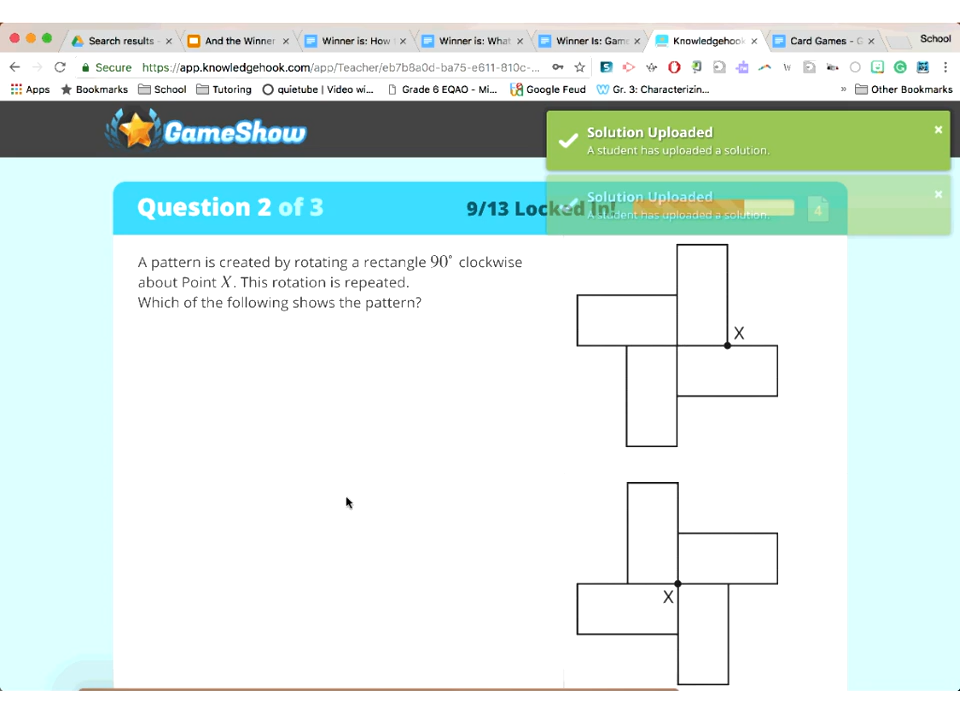 Search results - × And the Winner × Winner is: How × Winner is: What × Winner Is: Gam × Knowledgehook × Card Games - G × School
Secure https://app.knowledgehook.com/app/Teacher/eb7b8a0d-ba75-e611-810c-...
Apps Bookmarks School Tutoring quietube | Video wi... Grade 6 EQAO - Mi... Google Feud Gr. 3: Characterizin... » Other Bookmarks
GameShow
Solution Uploaded ×
A student has uploaded a solution.
Solution Uploaded ×
A student has uploaded a solution.
Question 2 of 3 9/13 Locked In! 4
A pattern is created by rotating a rectangle 90° clockwise
about Point X. This rotation is repeated.
Which of the following shows the pattern?
X
X